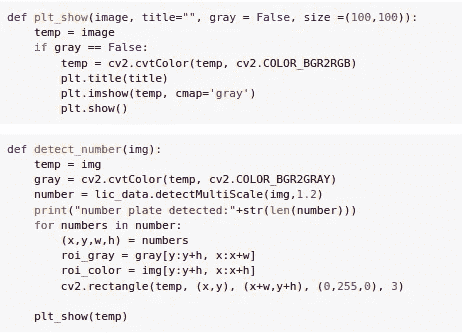 def plt_show(image, title="", gray = False, size =(100,100)):
    temp = image
    if gray == False:
        temp = cv2.cvtColor(temp, cv2.COLOR_BGR2RGB)
        plt.title(title)
        plt.imshow(temp, cmap='gray')
        plt.show()
def detect_number(img):
    temp = img
    gray = cv2.cvtColor(temp, cv2.COLOR_BGR2GRAY)
    number = lic_data.detectMultiScale(img,1.2)
    print("number plate detected:"+str(len(number)))
    for numbers in number:
        (x,y,w,h) = numbers
        roi_gray = gray[y:y+h, x:x+w]
        roi_color = img[y:y+h, x:x+h]
        cv2.rectangle(temp, (x,y), (x+w,y+h), (0,255,0), 3)
    plt_show(temp)